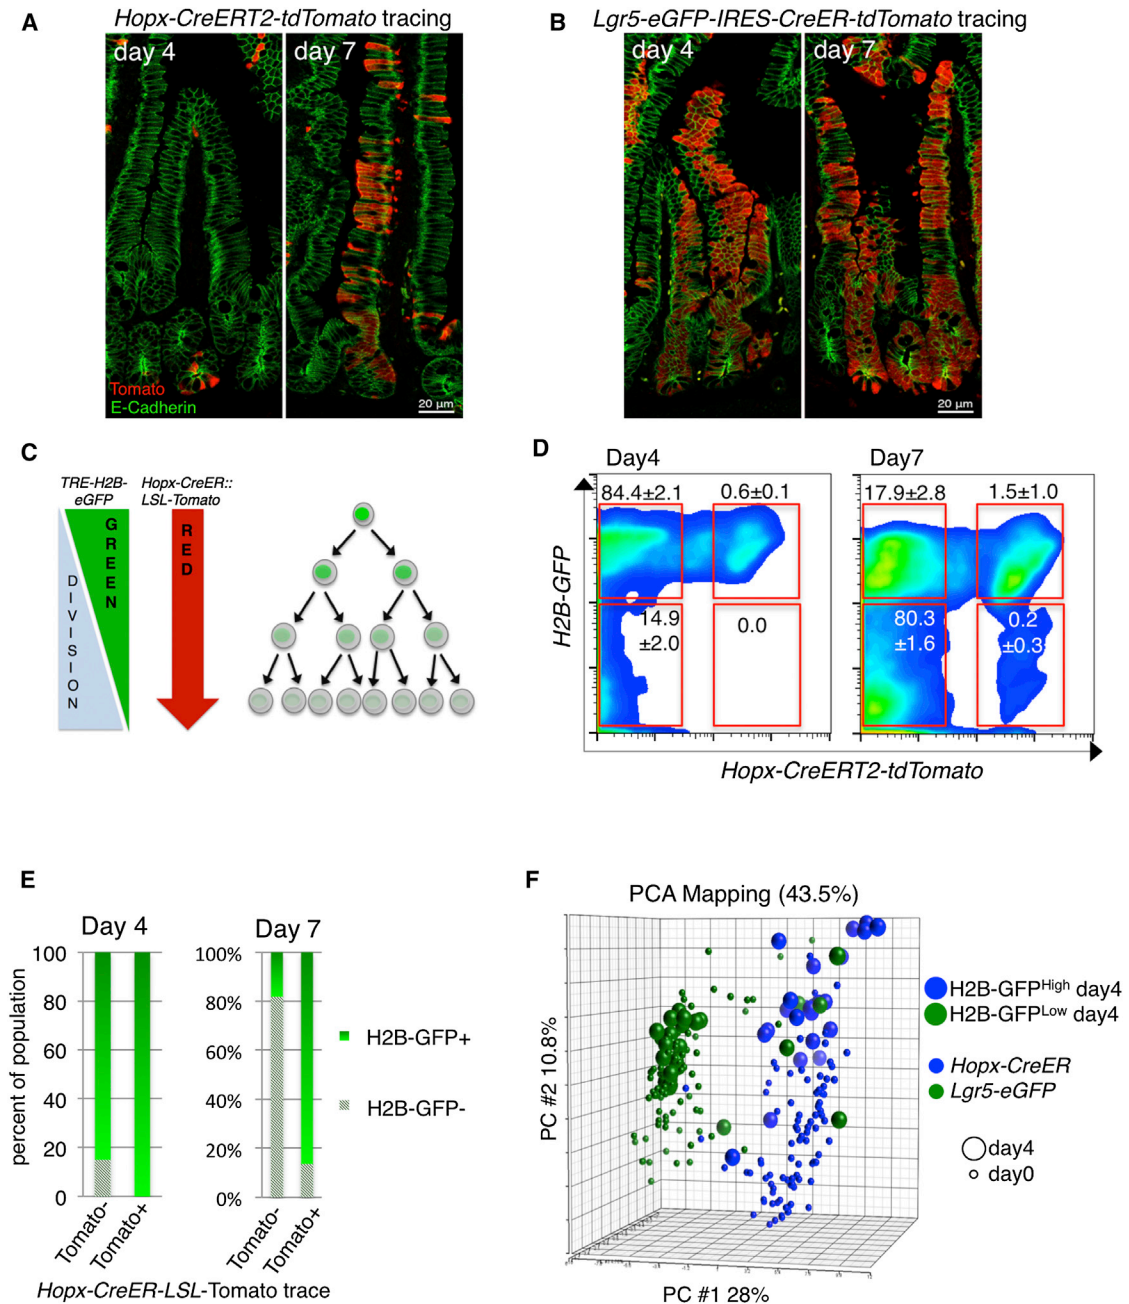 A
Hopx-CreERT2-tdTomato tracing
day 4
day 7
Tomato
E-Cadherin
20 µm
B
Lgr5-eGFP-IRES-CreER-tdTomato tracing
day 4
day 7
20 µm
C
TRE-H2B-
eGFP
Hopx-CreER::
LSL-Tomato
DIVISION
GREEN
RED
D
Day4
Day7
84.4±2.1
0.6±0.1
14.9
±2.0
0.0
17.9±2.8
1.5±1.0
80.3
±1.6
0.2
±0.3
H2B-GFP
Hopx-CreERT2-tdTomato
E
Day 4
Day 7
percent of population
100
80
60
40
20
0
100%
80%
60%
40%
20%
0%
Tomato-
Tomato+
Tomato-
Tomato+
H2B-GFP+
H2B-GFP-
Hopx-CreER-LSL-Tomato trace
F
PCA Mapping (43.5%)
PC #2 10.8%
PC #1 28%
H2B-GFPHigh day4
H2B-GFPLow day4
Hopx-CreER
Lgr5-eGFP
day4
day0